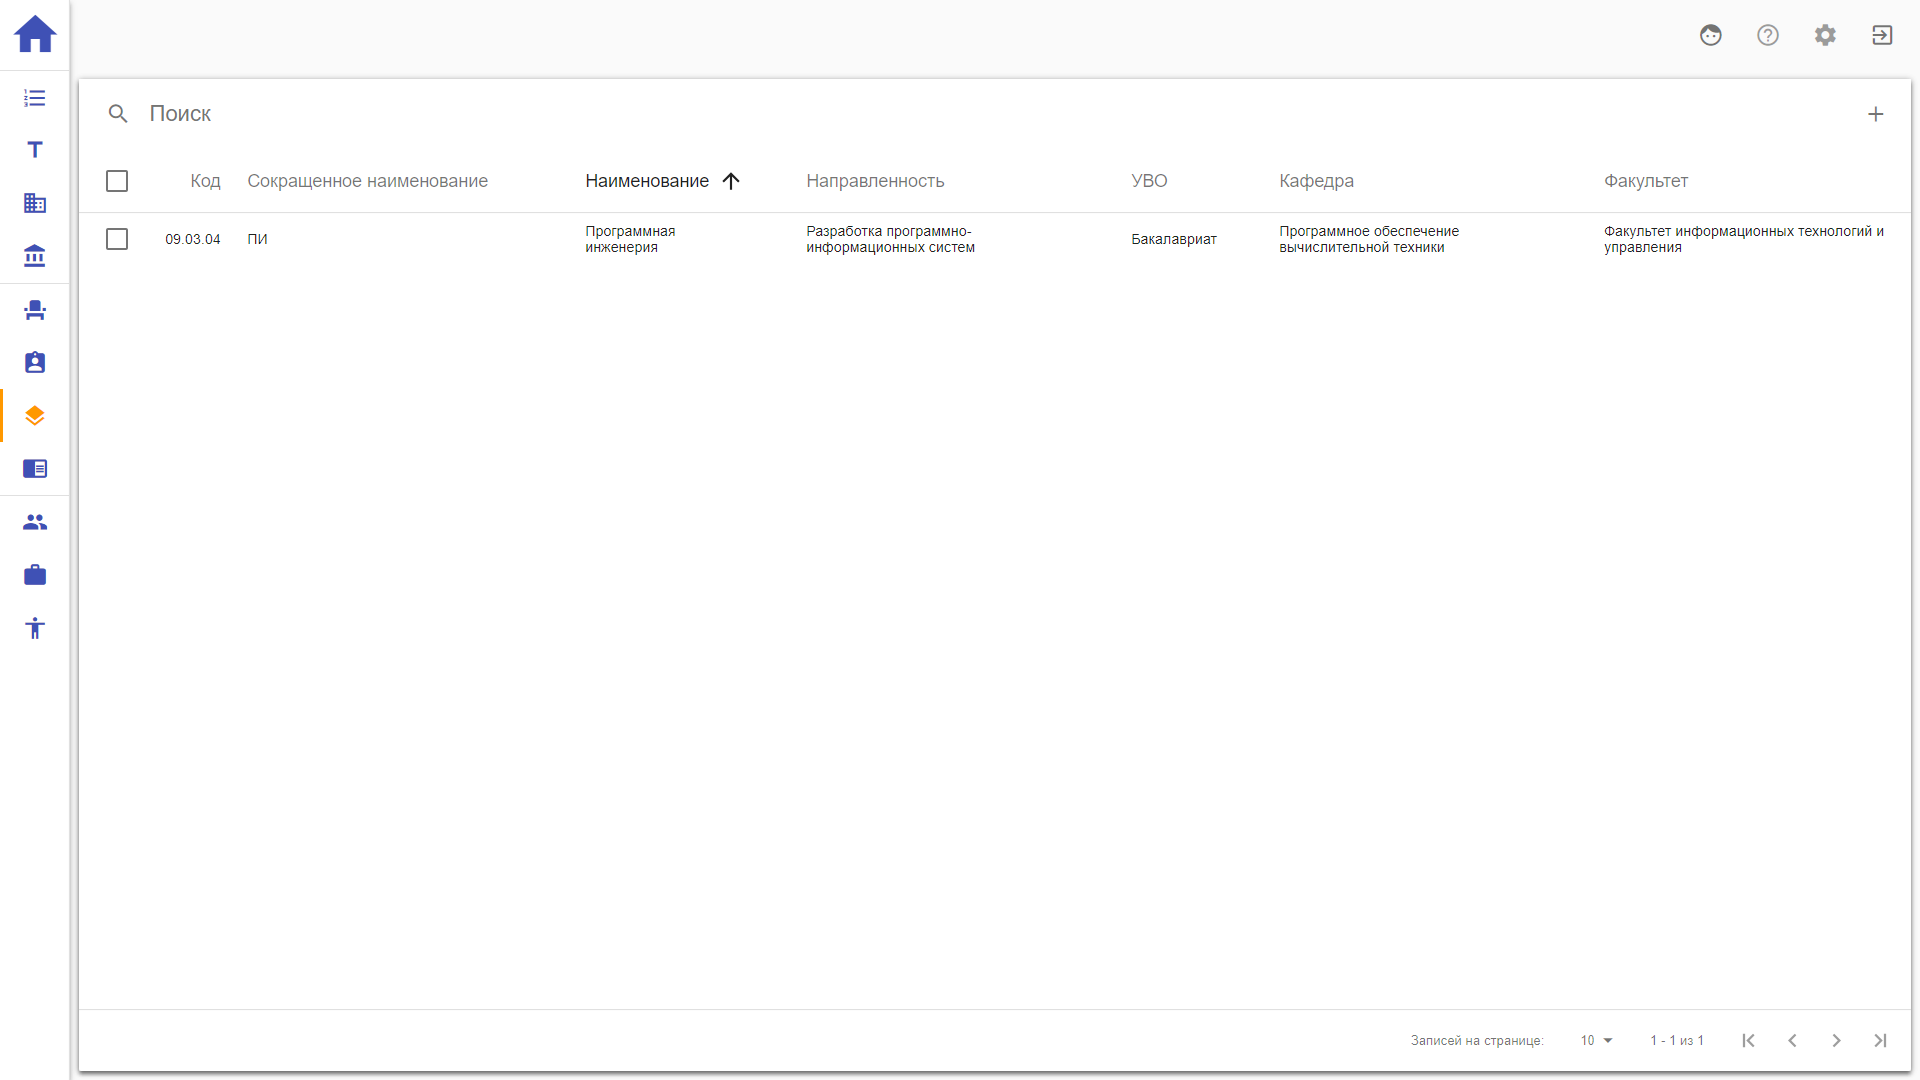 Поиск
Код Сокращенное наименование Наименование Направленность УВО Кафедра Факультет
09.03.04 ПИ Программная инженерия Разработка программно-информационных систем Бакалавриат Программное обеспечение вычислительной техники Факультет информационных технологий и управления
Записей на странице: 10 1 - 1 из 1